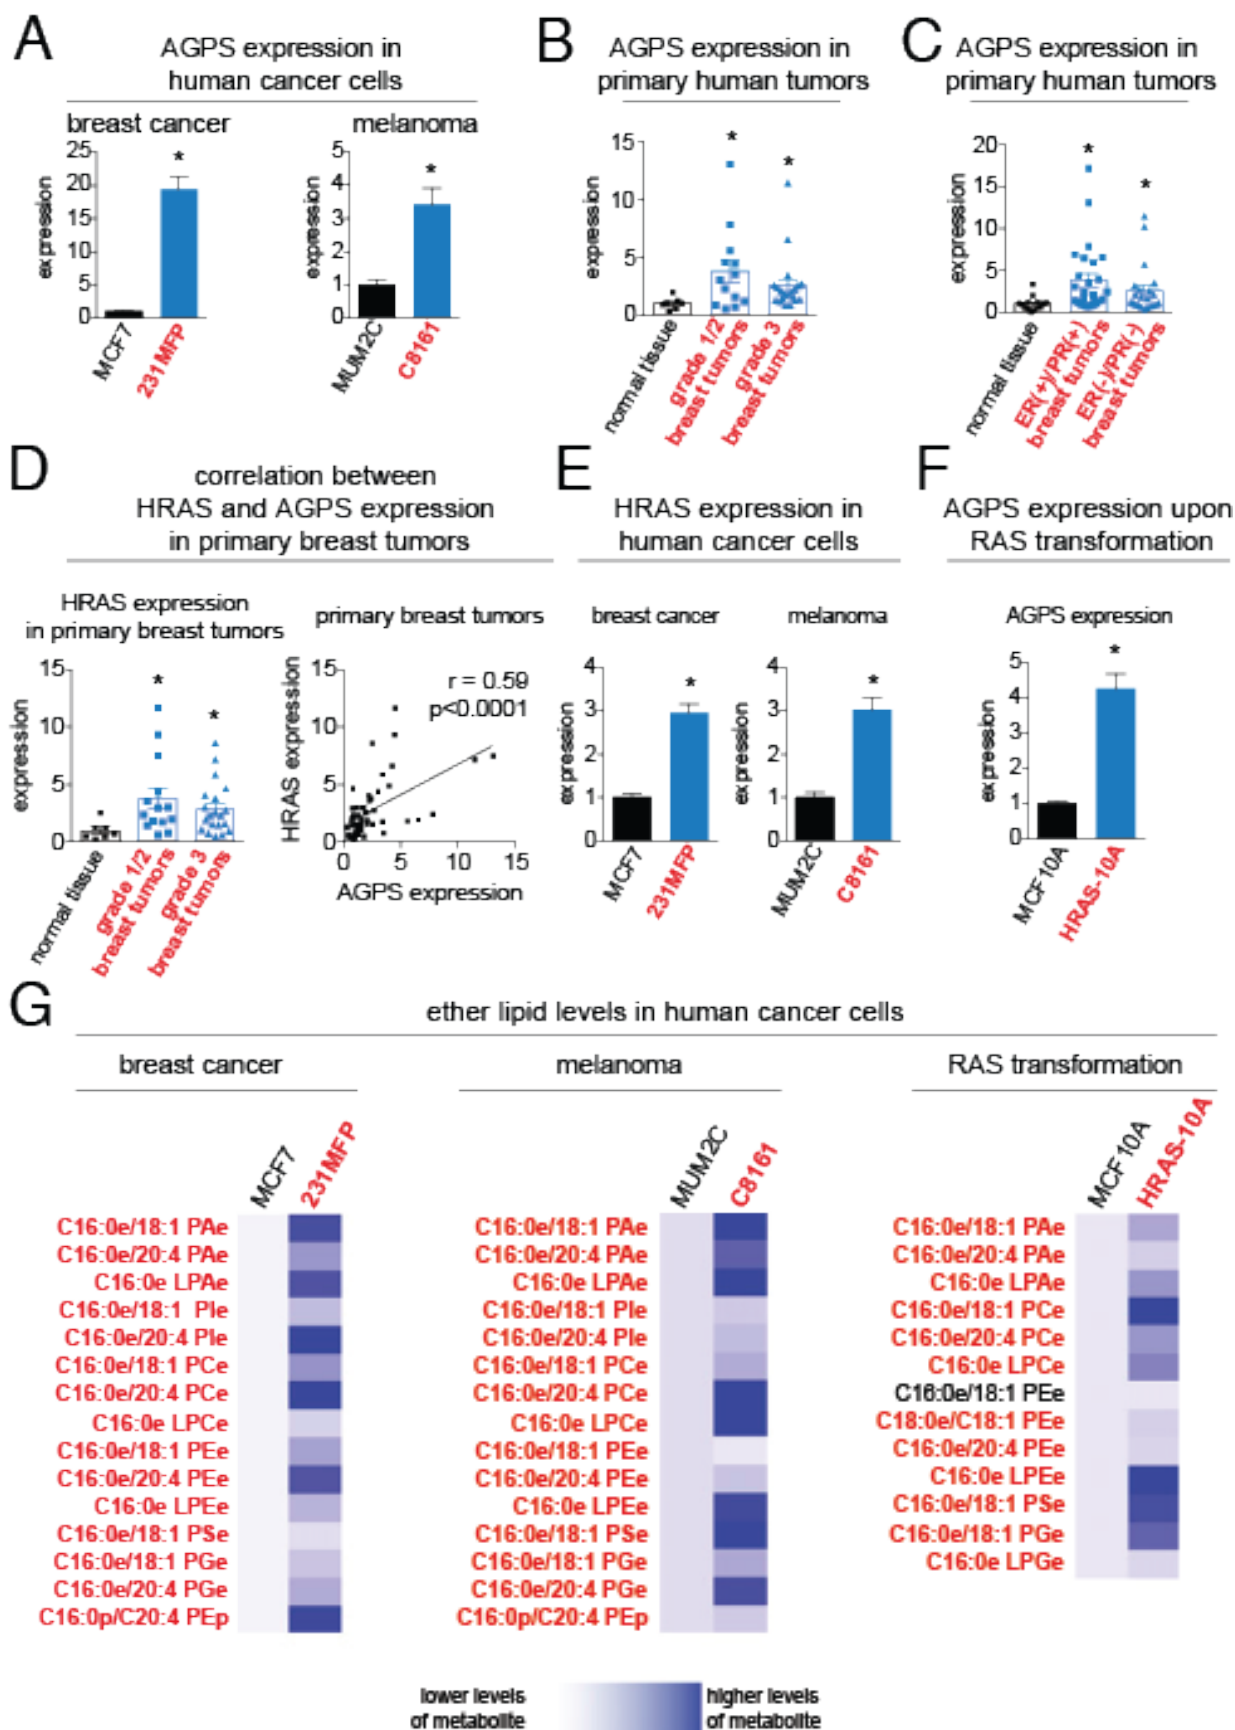 A
AGPS expression in
human cancer cells
breast cancer
25
20
15
10
5
0
expression
*
MCF7
231MFP
melanoma
5
4
3
2
1
0
expression
*
MUM2C
C8161
B
AGPS expression in
primary human tumors
15
10
5
0
expression
*
*
normal tissue
grade 1/2
breast tumors
grade 3
breast tumors
C
AGPS expression in
primary human tumors
20
15
10
5
0
expression
*
*
normal tissue
ER(+)/PR(+)
breast tumors
ER(-)/PR(-)
breast tumors
D
correlation between
HRAS and AGPS expression
in primary breast tumors
HRAS expression
in primary breast tumors
15
10
5
0
expression
*
*
normal tissue
grade 1/2
breast tumors
grade 3
breast tumors
primary breast tumors
15
10
5
0
HRAS expression
r = 0.59
p<0.0001
0
5
10
15
AGPS expression
E
HRAS expression in
human cancer cells
breast cancer
4
3
2
1
0
expression
*
MCF7
231MFP
melanoma
4
3
2
1
0
expression
*
MUM2C
C8161
F
AGPS expression upon
RAS transformation
AGPS expression
5
4
3
2
1
0
expression
*
MCF10A
HRAS-10A
G
ether lipid levels in human cancer cells
breast cancer
MCF7
231MFP
C16:0e/18:1 PAe
C16:0e/20:4 PAe
C16:0e LPAe
C16:0e/18:1 PIe
C16:0e/20:4 PIe
C16:0e/18:1 PCe
C16:0e/20:4 PCe
C16:0e LPCe
C16:0e/18:1 PEe
C16:0e/20:4 PEe
C16:0e LPEe
C16:0e/18:1 PSe
C16:0e/18:1 PGe
C16:0e/20:4 PGe
C16:0p/C20:4 PEp
melanoma
MUM2C
C8161
C16:0e/18:1 PAe
C16:0e/20:4 PAe
C16:0e LPAe
C16:0e/18:1 PIe
C16:0e/20:4 PIe
C16:0e/18:1 PCe
C16:0e/20:4 PCe
C16:0e LPCe
C16:0e/18:1 PEe
C16:0e/20:4 PEe
C16:0e LPEe
C16:0e/18:1 PSe
C16:0e/18:1 PGe
C16:0e/20:4 PGe
C16:0p/C20:4 PEp
RAS transformation
MCF10A
HRAS-10A
C16:0e/18:1 PAe
C16:0e/20:4 PAe
C16:0e LPAe
C16:0e/18:1 PCe
C16:0e/20:4 PCe
C16:0e LPCe
C16:0e/18:1 PEe
C18:0e/C18:1 PEe
C16:0e/20:4 PEe
C16:0e LPEe
C16:0e/18:1 PSe
C16:0e/18:1 PGe
C16:0e LPGe
lower levels
of metabolite
higher levels
of metabolite